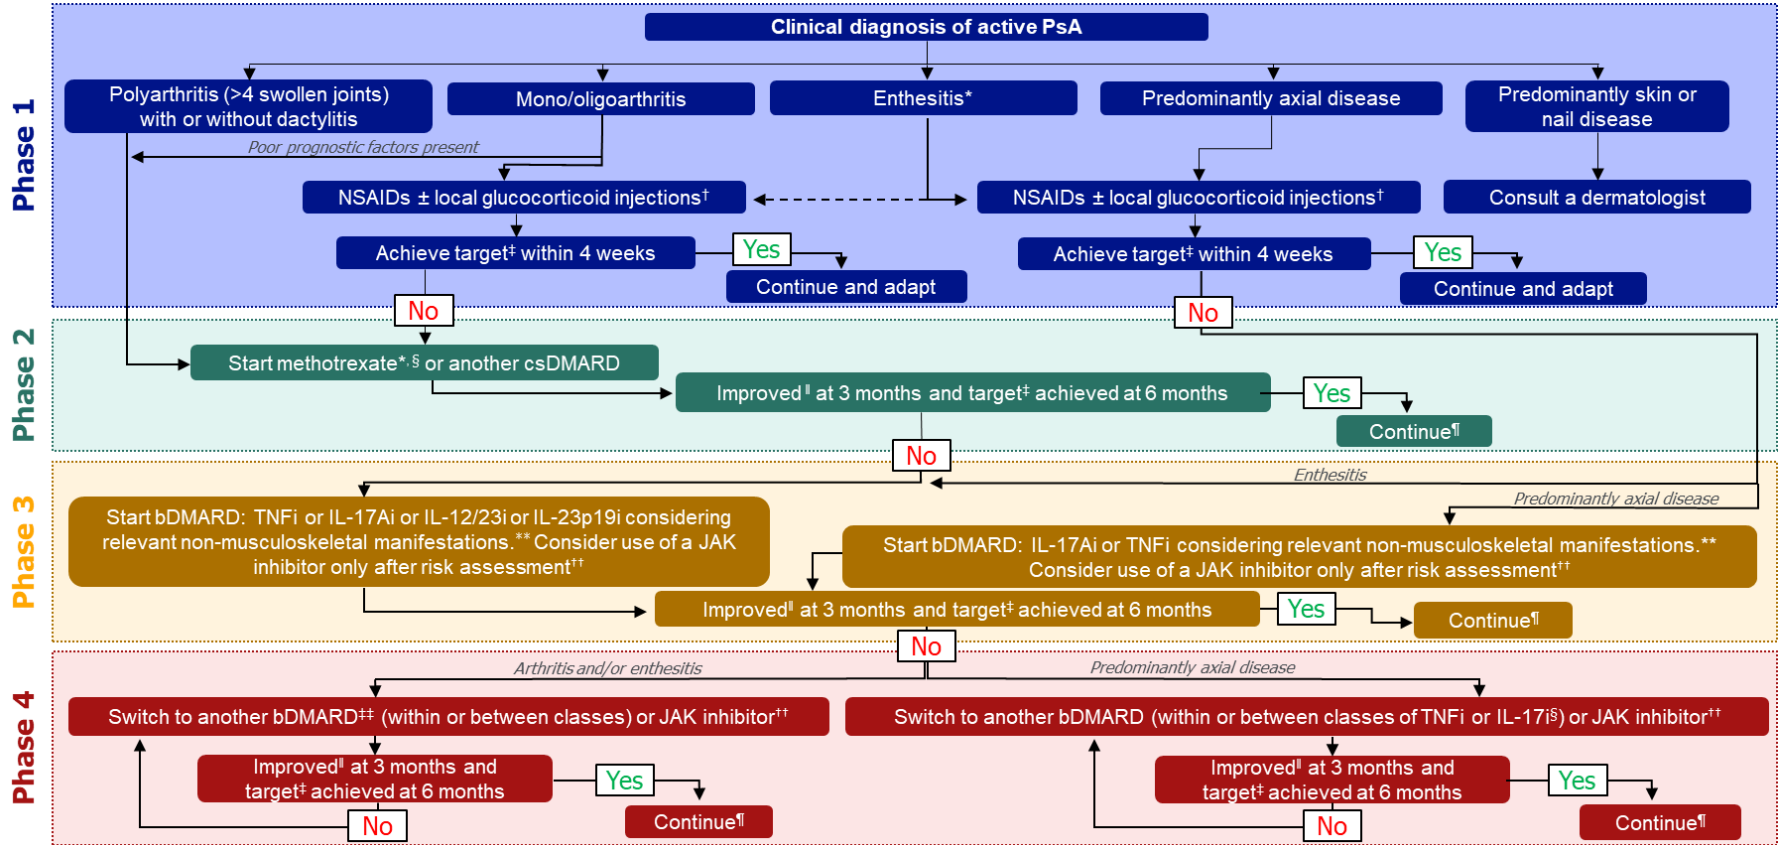 Phase 1
Clinical diagnosis of active PsA
Polyarthritis (>4 swollen joints)
with or without dactylitis
Mono/oligoarthritis
Enthesitis*
Predominantly axial disease
Predominantly skin or
nail disease
Poor prognostic factors present
NSAIDs ± local glucocorticoid injections†
NSAIDs ± local glucocorticoid injections†
Consult a dermatologist
Achieve target‡ within 4 weeks
Yes
Continue and adapt
No
Achieve target‡ within 4 weeks
Yes
Continue and adapt
No
Phase 2
Start methotrexate*,§ or another csDMARD
Improved‖ at 3 months and target‡ achieved at 6 months
Yes
Continue¶
No
Phase 3
Enthesitis
Predominantly axial disease
Start bDMARD: TNFi or IL-17Ai or IL-12/23i or IL-23p19i considering
relevant non-musculoskeletal manifestations.** Consider use of a JAK
inhibitor only after risk assessment††
Start bDMARD: IL-17Ai or TNFi considering relevant non-musculoskeletal manifestations.**
Consider use of a JAK inhibitor only after risk assessment††
Improved‖ at 3 months and target‡ achieved at 6 months
Yes
Continue¶
No
Phase 4
Arthritis and/or enthesitis
Predominantly axial disease
Switch to another bDMARD‡‡ (within or between classes) or JAK inhibitor††
Switch to another bDMARD (within or between classes of TNFi or IL-17i§) or JAK inhibitor††
Improved‖ at 3 months and
target‡ achieved at 6 months
Yes
Continue¶
No
Improved‖ at 3 months and
target‡ achieved at 6 months
Yes
Continue¶
No